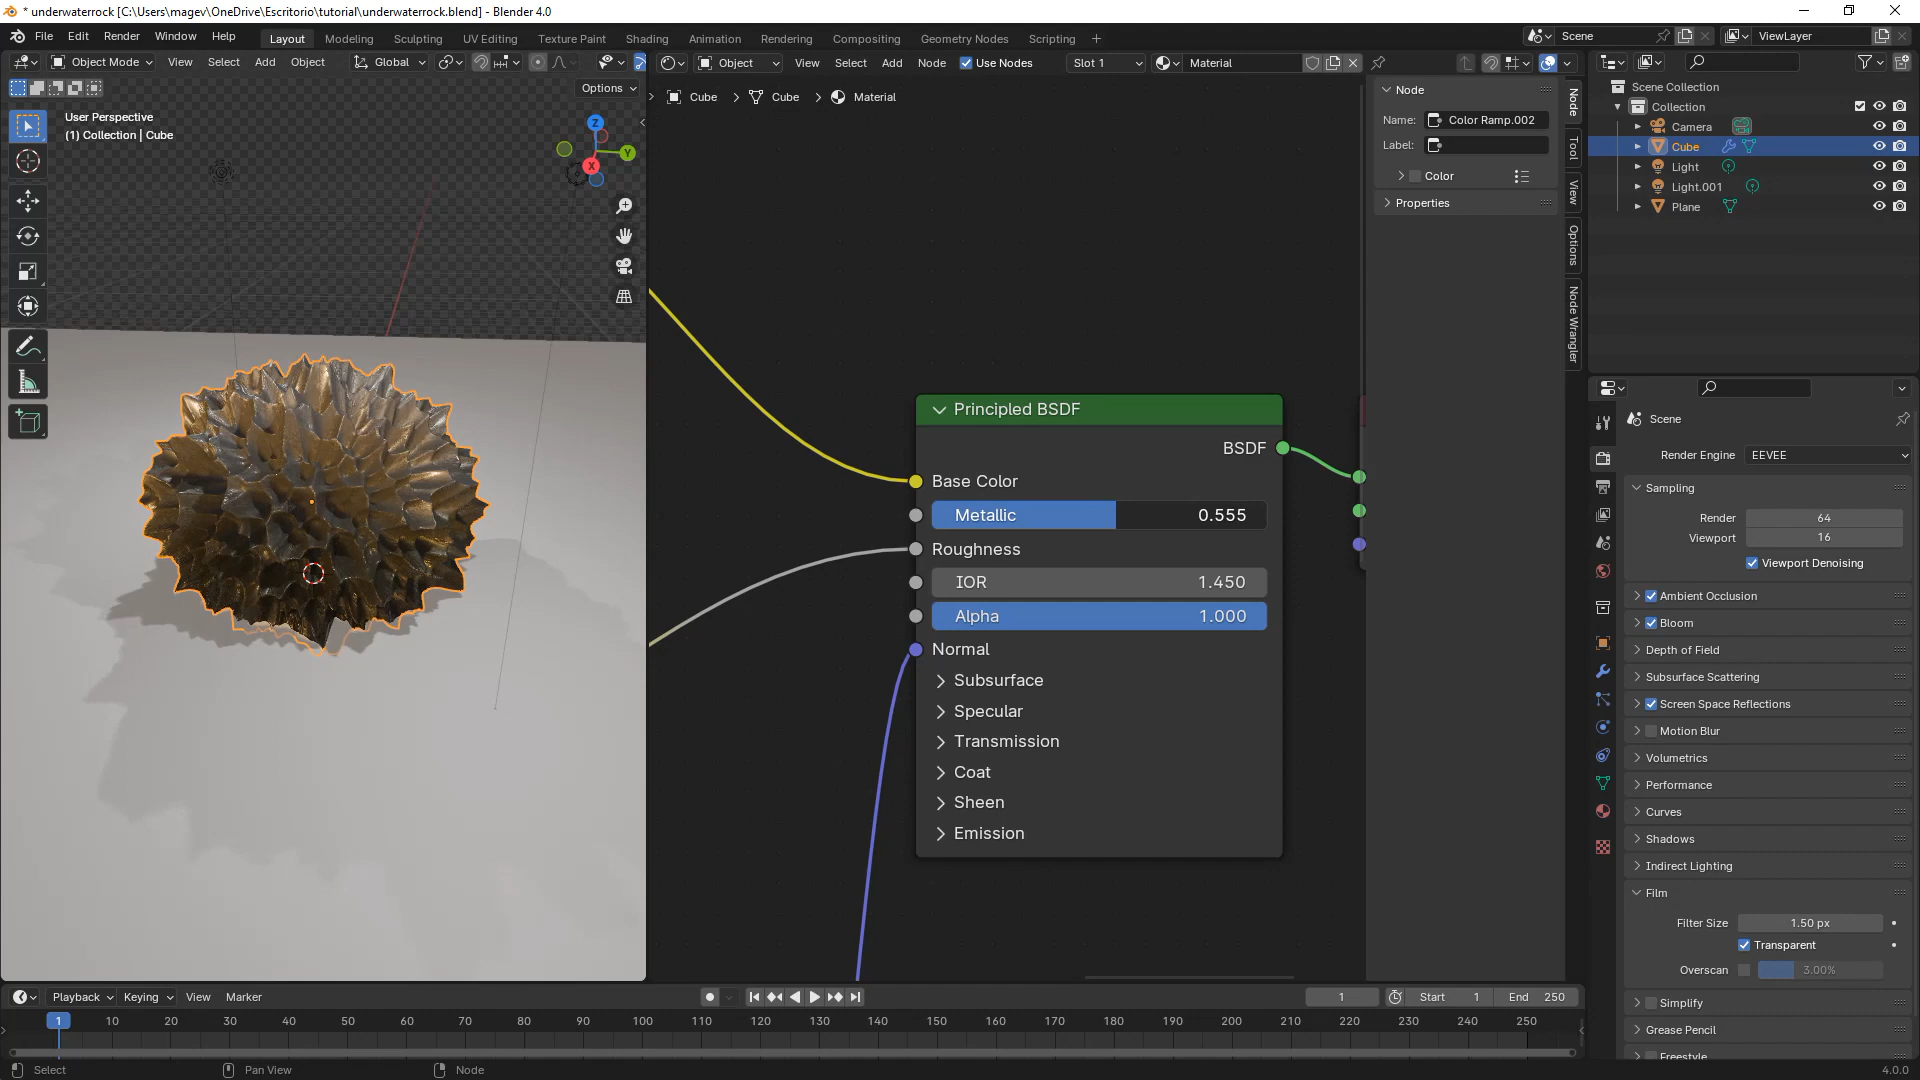 * underwaterrock [C:\Users\magev\OneDrive\Escritorio\tutorial\underwaterrock.blend] - Blender 4.0
File Edit Render Window Help
Layout Modeling Sculpting UV Editing Texture Paint Shading Animation Rendering Compositing Geometry Nodes Scripting +
Scene ViewLayer
Object Mode View Select Add Object Global
Object View Select Add Node Use Nodes Slot 1 Material
Options
Cube > Cube > Material
User Perspective
(1) Collection | Cube
Z
Y
X
Principled BSDF
BSDF
Base Color
Metallic 0.555
Roughness
IOR 1.450
Alpha 1.000
Normal
Subsurface
Specular
Transmission
Coat
Sheen
Emission
Node
Name: Color Ramp.002
Label:
Color
Properties
Node
Tool
View
Options
Node Wrangler
Scene Collection
Collection
Camera
Cube
Light
Light.001
Plane
Scene
Render Engine EEVEE
Sampling
Render 64
Viewport 16
Viewport Denoising
Ambient Occlusion
Bloom
Depth of Field
Subsurface Scattering
Screen Space Reflections
Motion Blur
Volumetrics
Performance
Curves
Shadows
Indirect Lighting
Film
Filter Size 1.50 px
Transparent
Overscan 3.00%
Simplify
Grease Pencil
Freestyle
Playback Keying View Marker
1 Start 1 End 250
1 10 20 30 40 50 60 70 80 90 100 110 120 130 140 150 160 170 180 190 200 210 220 230 240 250
Select Pan View Node 4.0.0